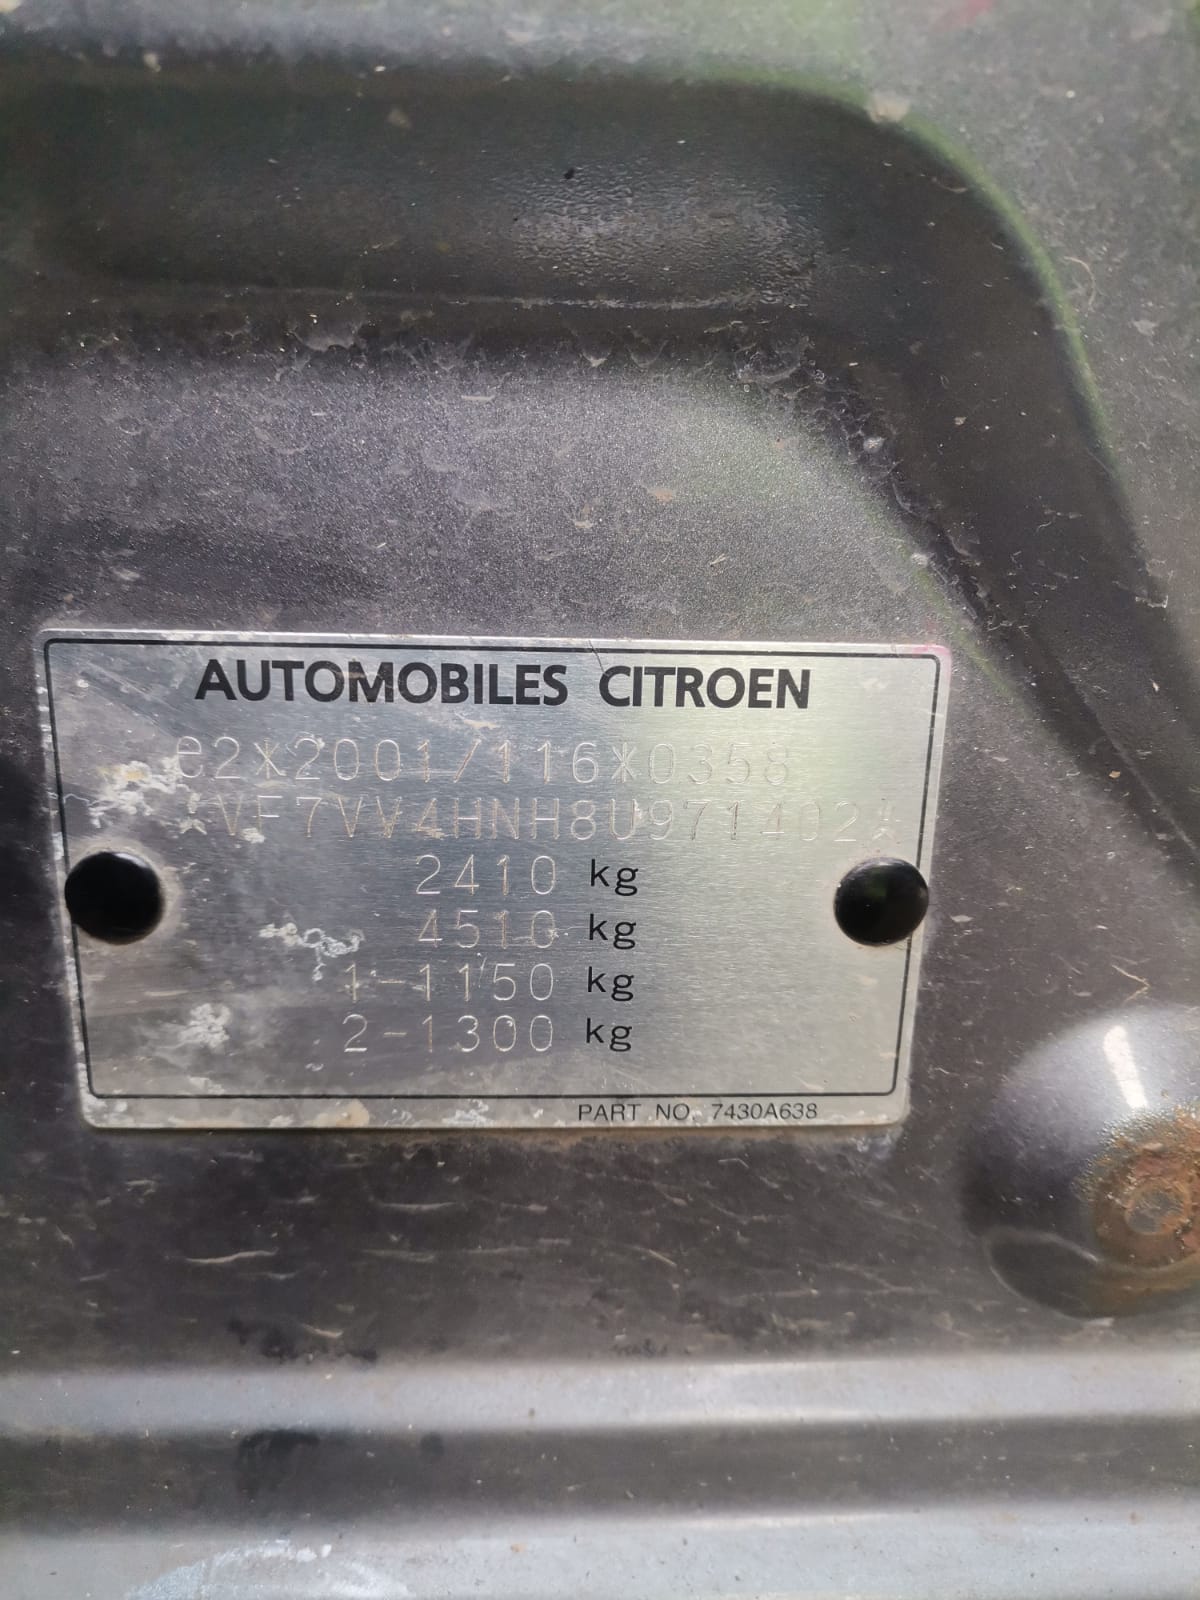 AUTOMOBILES CITROEN
e2*2001/116*0358
*VF7VV4HNH8U971402*
2410 kg
4510 kg
1-1150 kg
2-1300 kg
PART NO. 7430A638